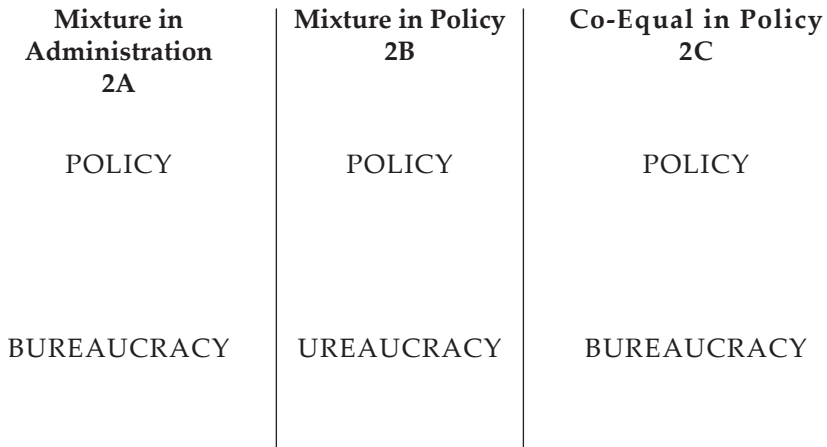 Mixture in
Administration
2A
Mixture in Policy
2B
Co-Equal in Policy
2C
POLICY
POLICY
POLICY
BUREAUCRACY
UREAUCRACY
BUREAUCRACY